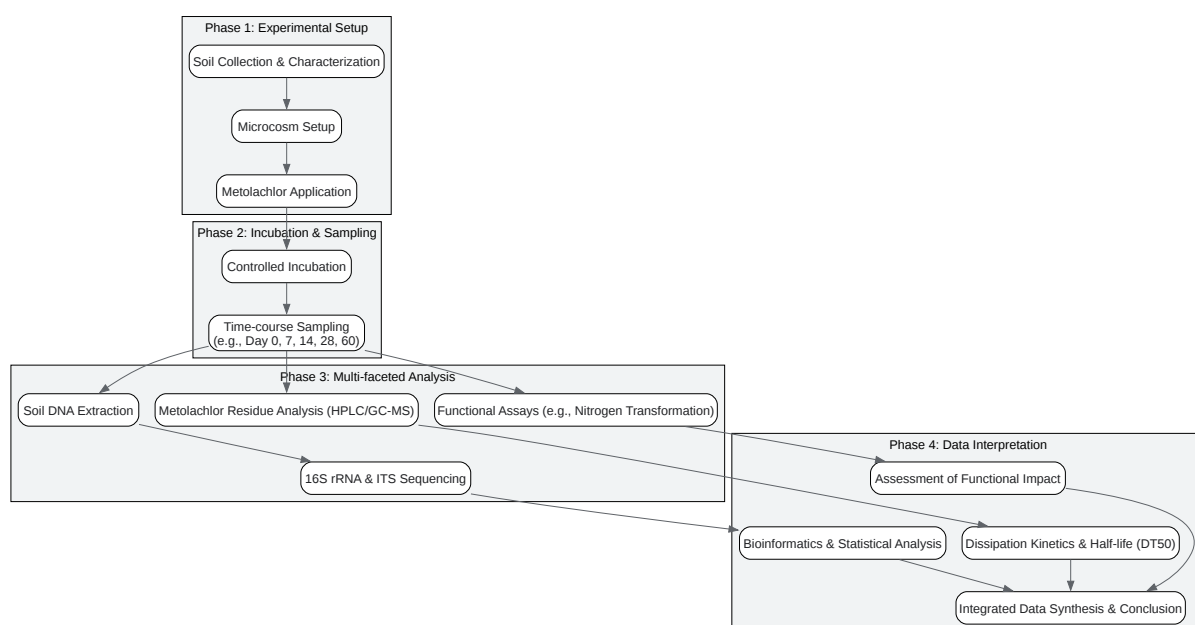 Phase 1: Experimental Setup
Soil Collection & Characterization
Microcosm Setup
Metolachlor Application
Phase 2: Incubation & Sampling
Controlled Incubation
Time-course Sampling
(e.g., Day 0, 7, 14, 28, 60)
Phase 3: Multi-faceted Analysis
Soil DNA Extraction
Metolachlor Residue Analysis (HPLC/GC-MS)
Functional Assays (e.g., Nitrogen Transformation)
16S rRNA & ITS Sequencing
Phase 4: Data Interpretation
Assessment of Functional Impact
Bioinformatics & Statistical Analysis
Dissipation Kinetics & Half-life (DT50)
Integrated Data Synthesis & Conclusion